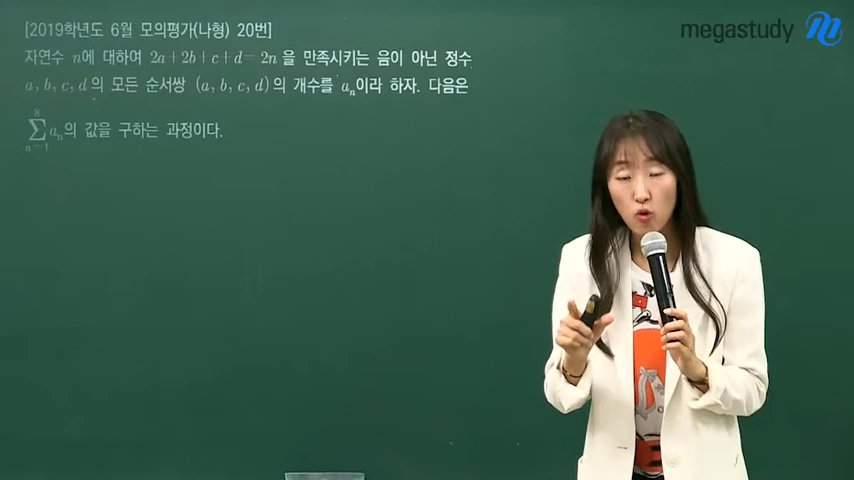 [2019학년도 6월 모의평가(나형) 20번]
megastudy
자연수 n에 대하여 2a+2b+c+d=2n을 만족시키는 음이 아닌 정수
a, b, c, d의 모든 순서쌍 (a, b, c, d)의 개수를 aₙ이라 하자. 다음은
8
∑ aₙ의 값을 구하는 과정이다.
n=1